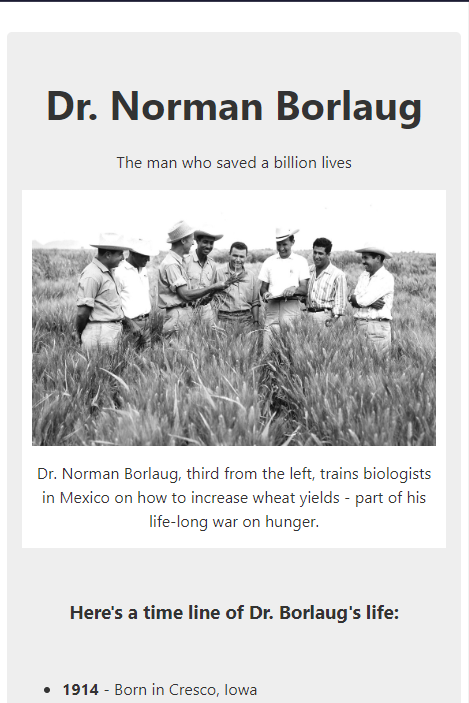 Dr. Norman Borlaug
The man who saved a billion lives
Dr. Norman Borlaug, third from the left, trains biologists
in Mexico on how to increase wheat yields - part of his
life-long war on hunger.
Here's a time line of Dr. Borlaug's life:
• 1914 - Born in Cresco, Iowa